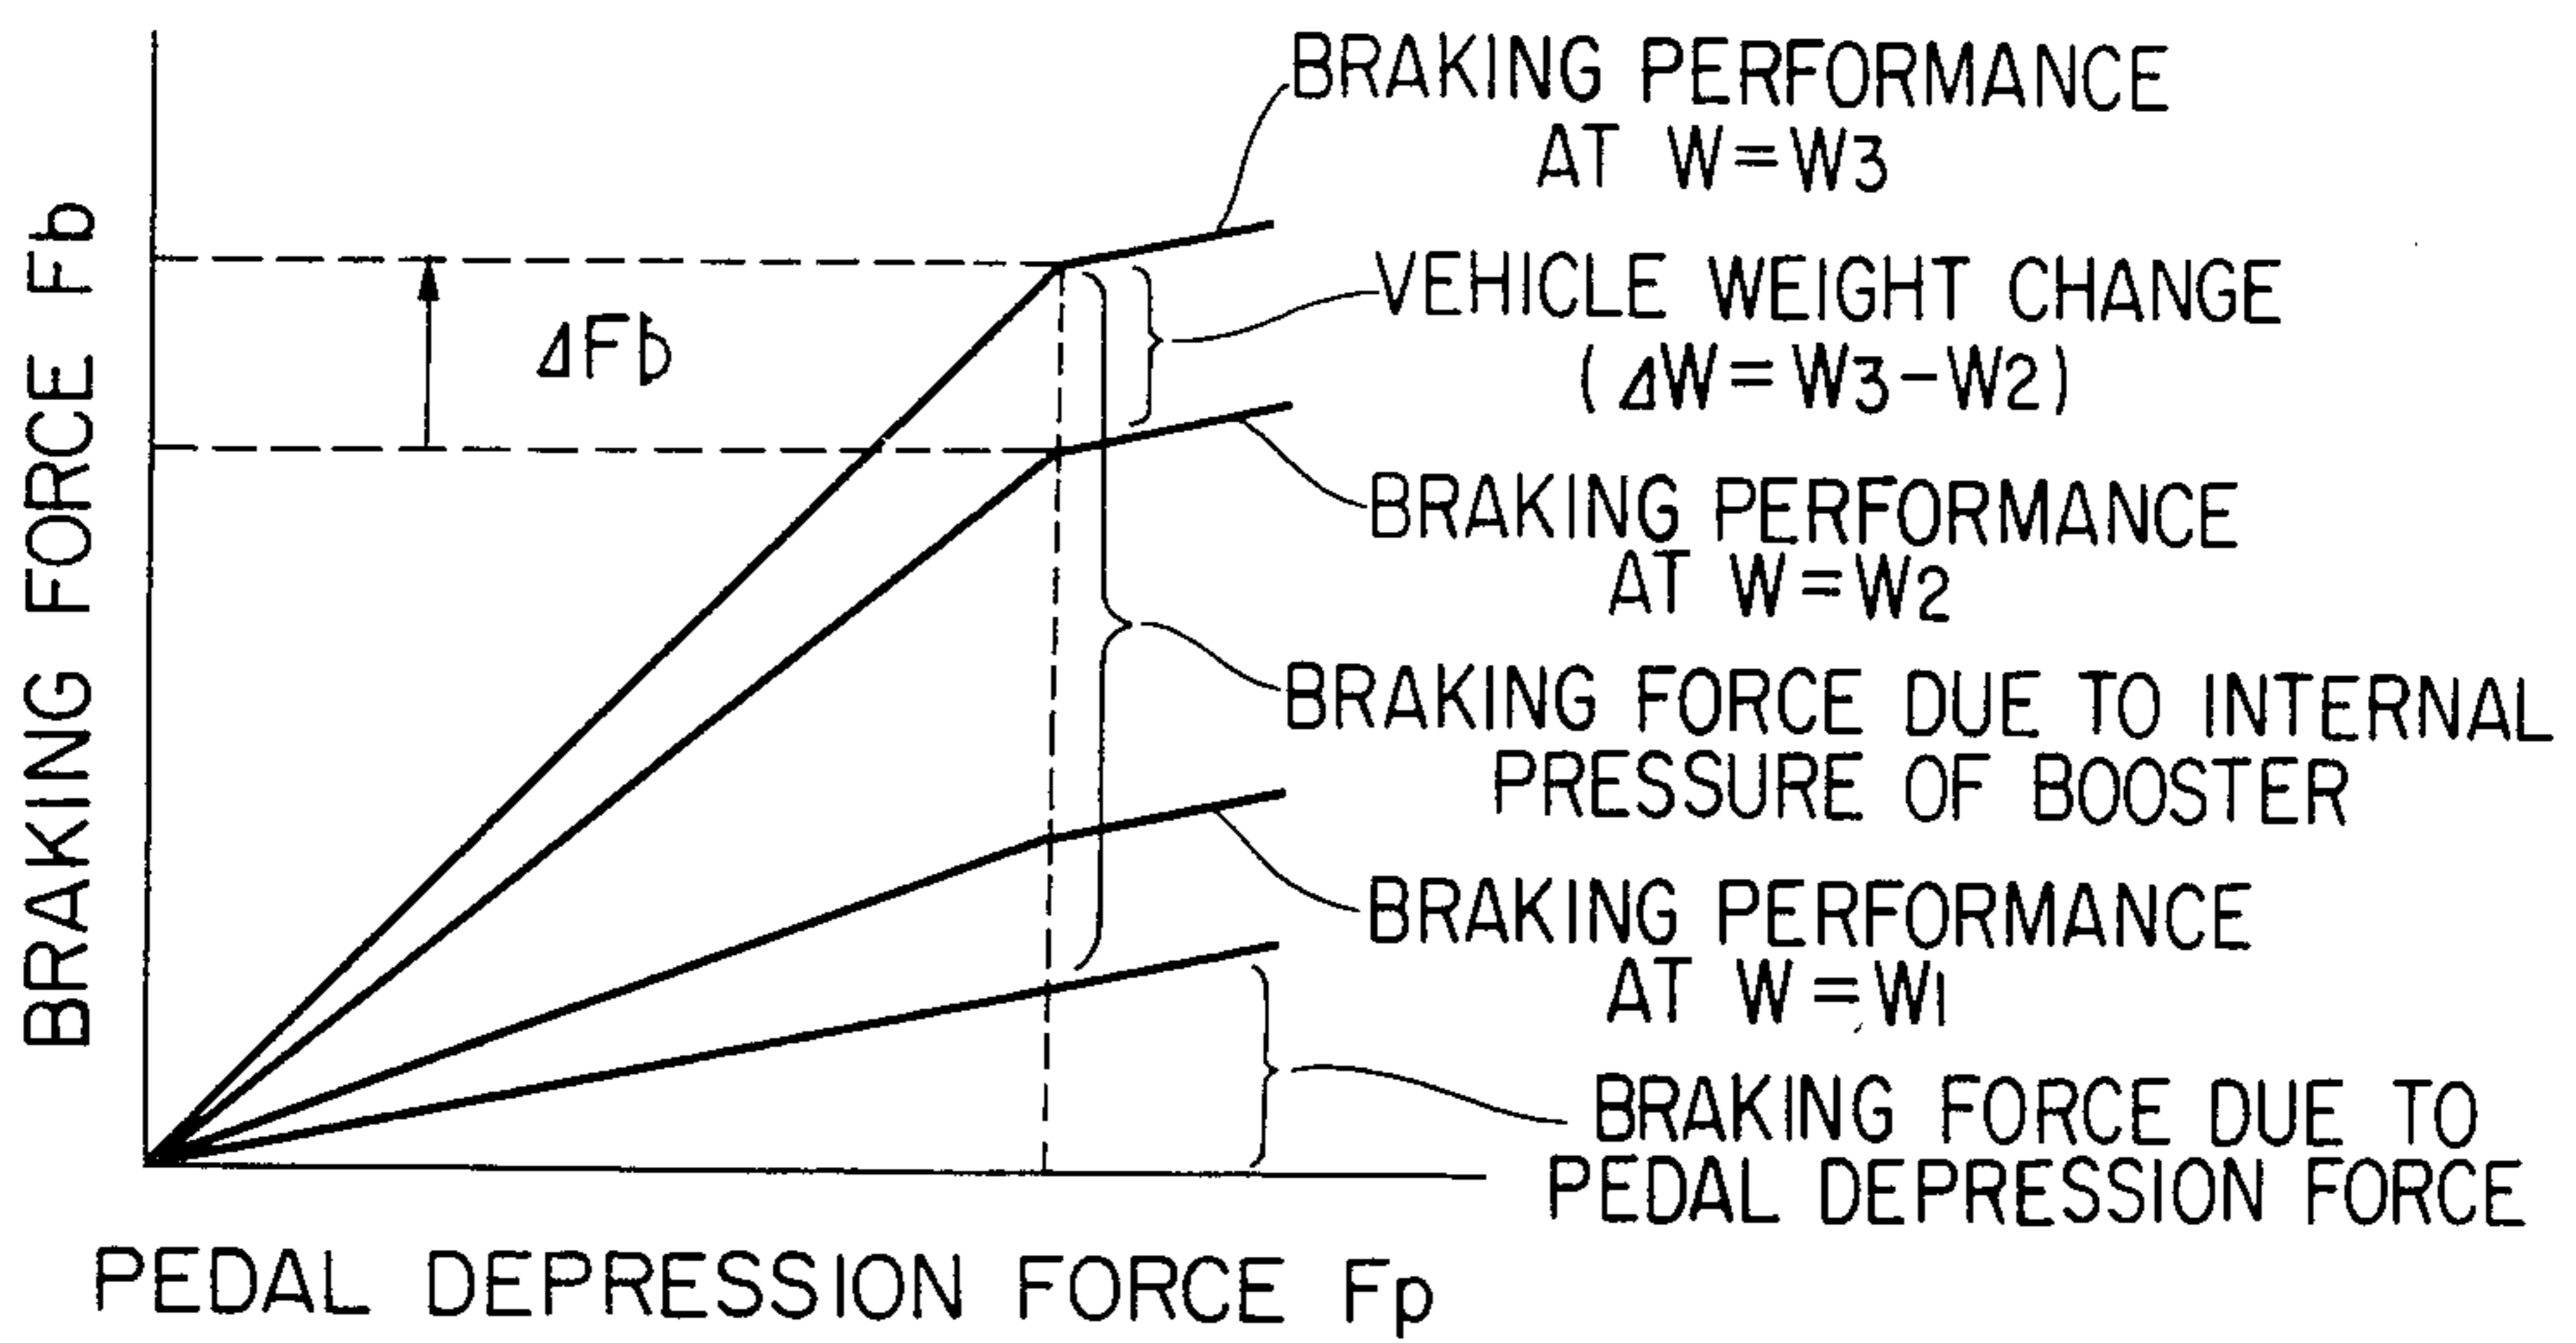 BRAKING PERFORMANCE
AT W=W3
VEHICLE WEIGHT CHANGE
(ΔW=W3-W2)
BRAKING PERFORMANCE
AT W=W2
BRAKING FORCE DUE TO INTERNAL
PRESSURE OF BOOSTER
BRAKING PERFORMANCE
AT W=W1
BRAKING FORCE DUE TO
PEDAL DEPRESSION FORCE
ΔFb
BRAKING FORCE Fb
PEDAL DEPRESSION FORCE Fp